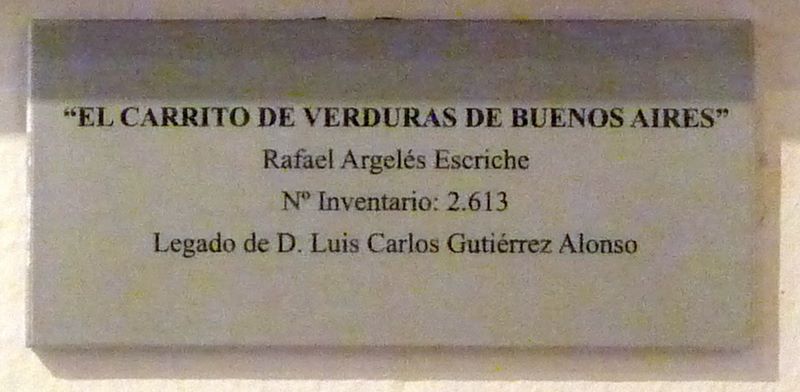 “EL CARRITO DE VERDURAS DE BUENOS AIRES”
Rafael Argelés Escriche
Nº Inventario: 2.613
Legado de D. Luis Carlos Gutiérrez Alonso